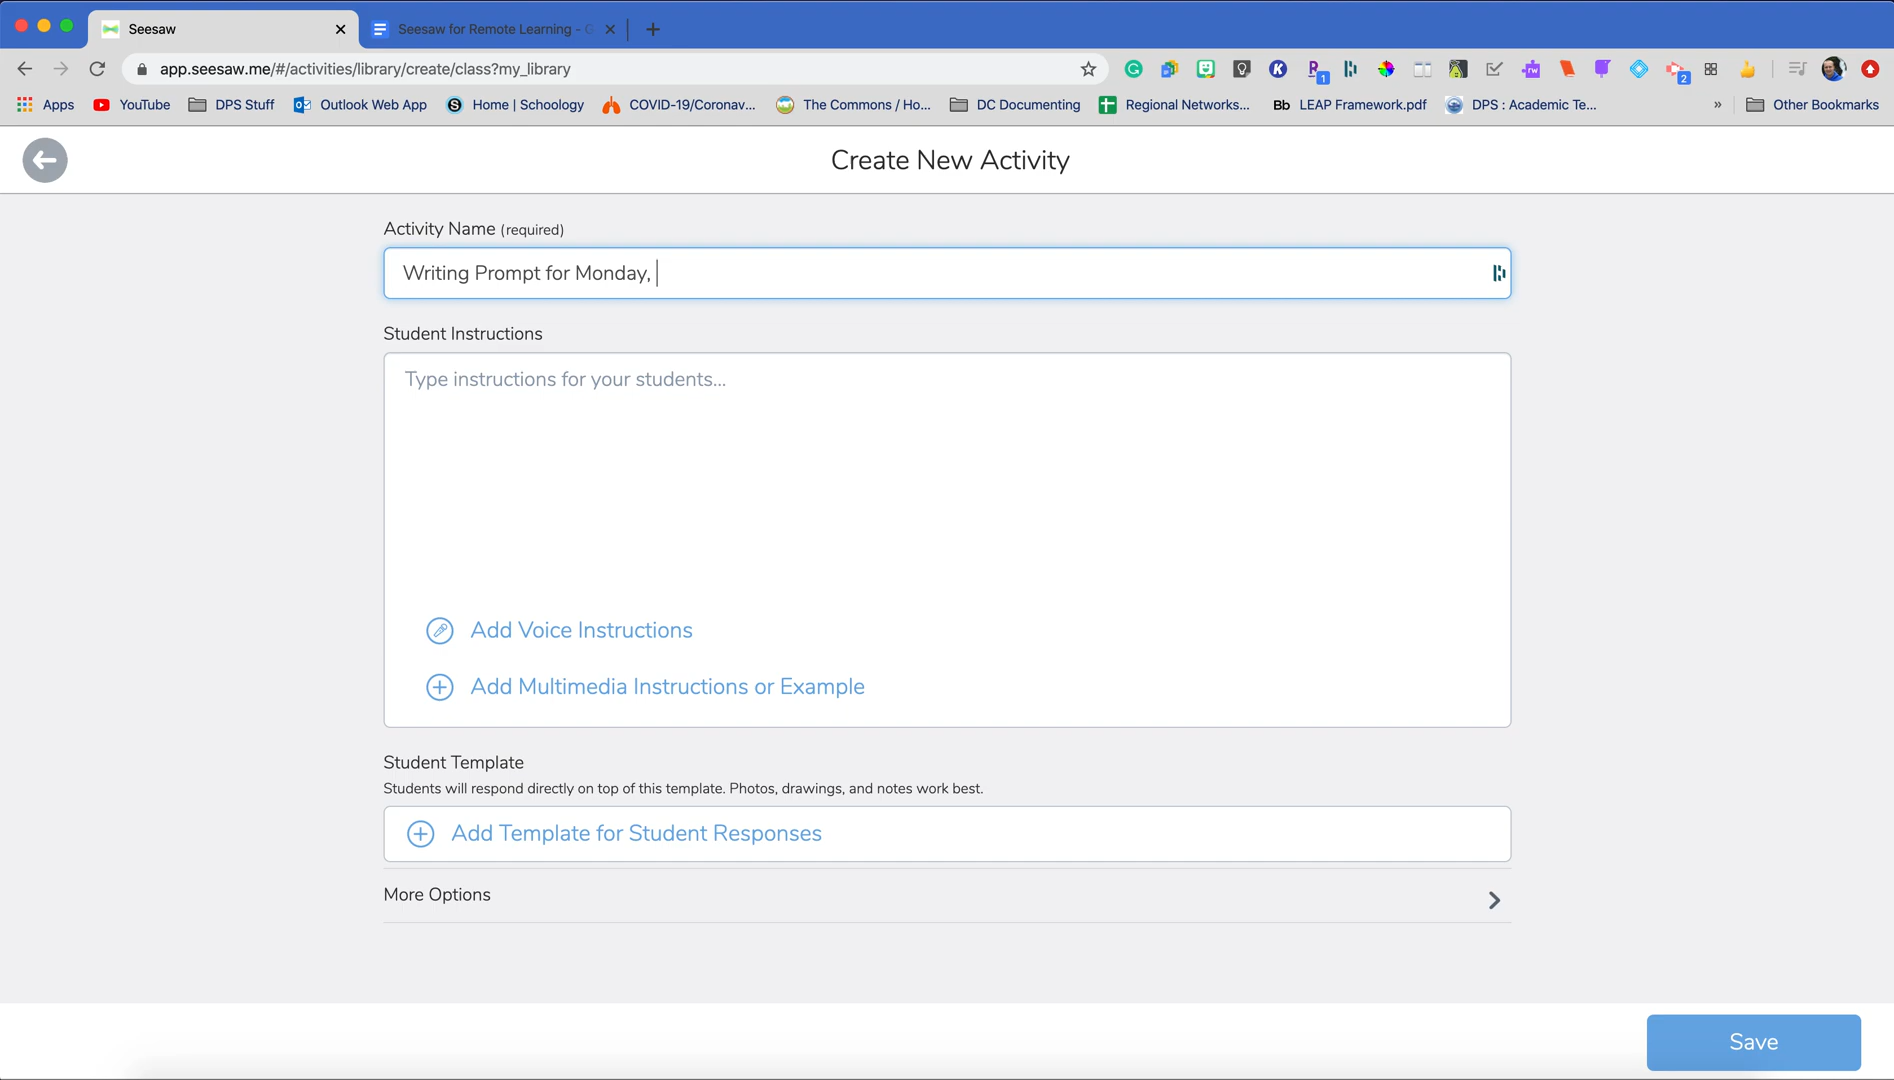 Seesaw
Seesaw for Remote Learning - G
app.seesaw.me/#/activities/library/create/class?my_library
1
rw
2
Apps
YouTube
DPS Stuff
Outlook Web App
Home | Schoology
COVID-19/Coronav...
The Commons / Ho...
DC Documenting
Regional Networks...
Bb LEAP Framework.pdf
DPS : Academic Te...
»
Other Bookmarks
Create New Activity
Activity Name (required)
Writing Prompt for Monday,
Student Instructions
Type instructions for your students...
Add Voice Instructions
Add Multimedia Instructions or Example
Student Template
Students will respond directly on top of this template. Photos, drawings, and notes work best.
Add Template for Student Responses
More Options
Save